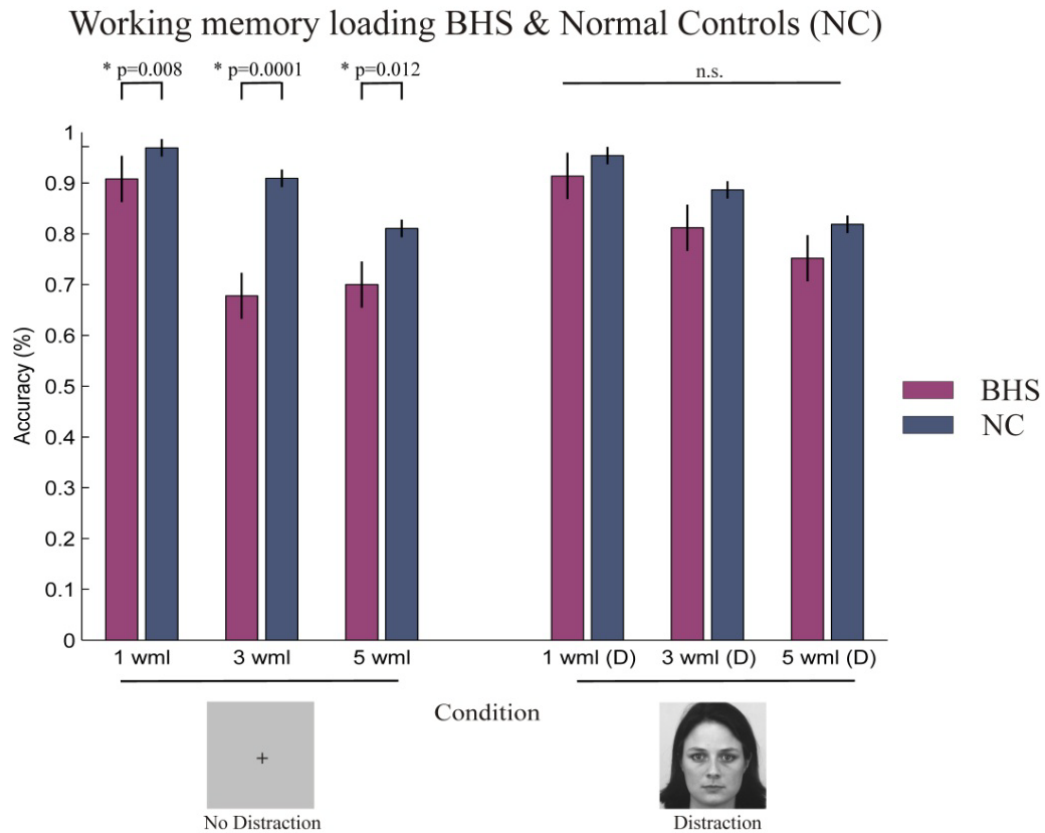 Working memory loading BHS & Normal Controls (NC)
* p=0.008
* p=0.0001
* p=0.012
n.s.
1
0.9
0.8
0.7
0.6
0.5
0.4
0.3
0.2
0.1
0
Accuracy (%)
BHS
NC
1 wml
3 wml
5 wml
1 wml (D)
3 wml (D)
5 wml (D)
Condition
No Distraction
Distraction